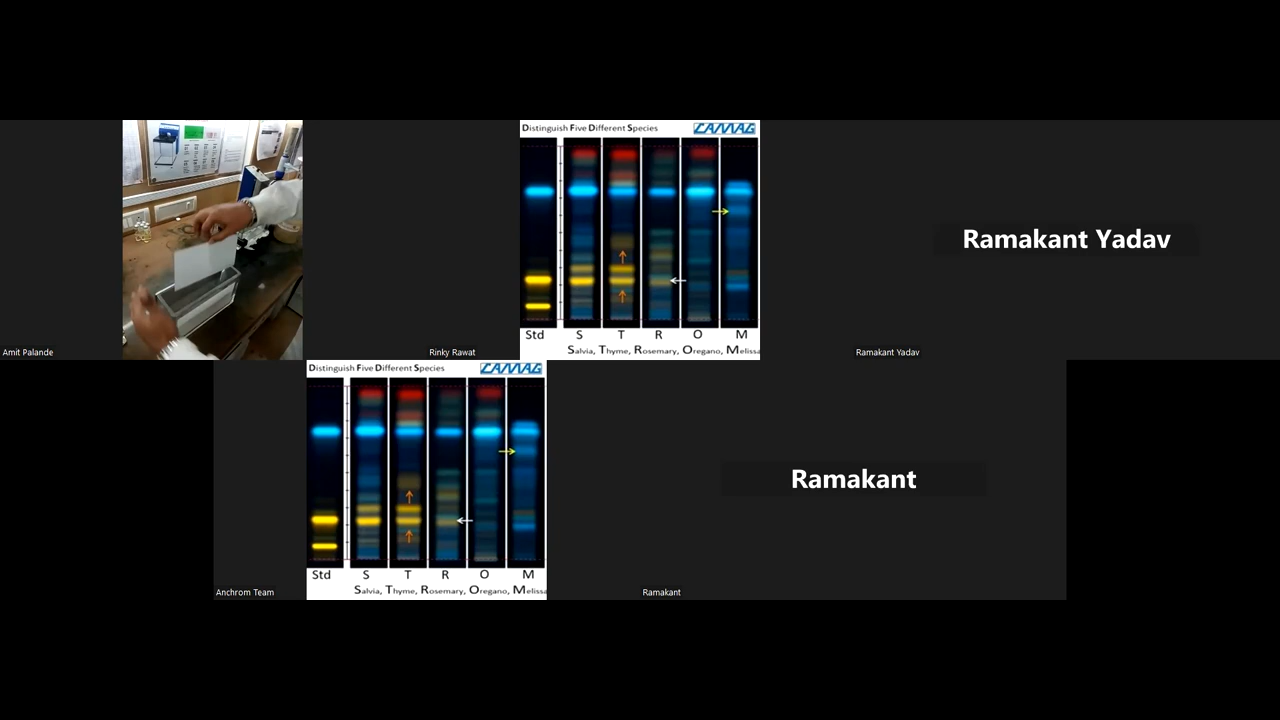 Distinguish Five Different Species
CAMAG
Std S T R O M
Salvia, Thyme, Rosemary, Oregano, Melissa
Ramakant Yadav
Amit Palande
Rinky Rawat
Ramakant Yadav
Distinguish Five Different Species
CAMAG
Std S T R O M
Salvia, Thyme, Rosemary, Oregano, Melissa
Ramakant
Anchrom Team
Ramakant